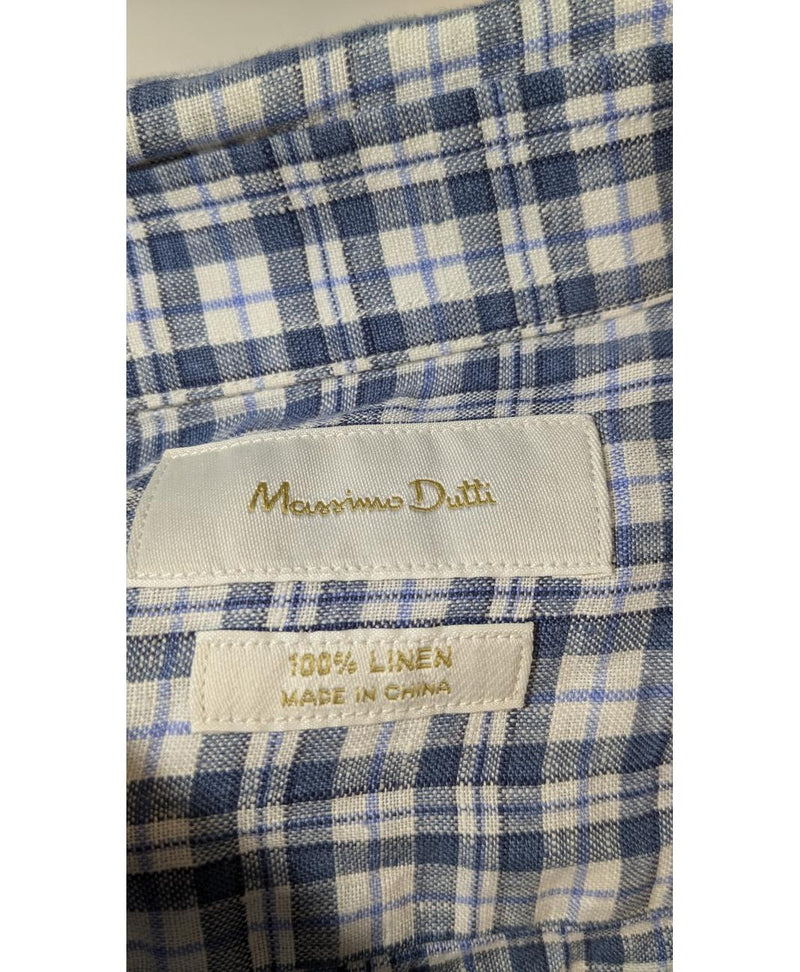 Massimo Dutti
100% LINEN
MADE IN CHINA